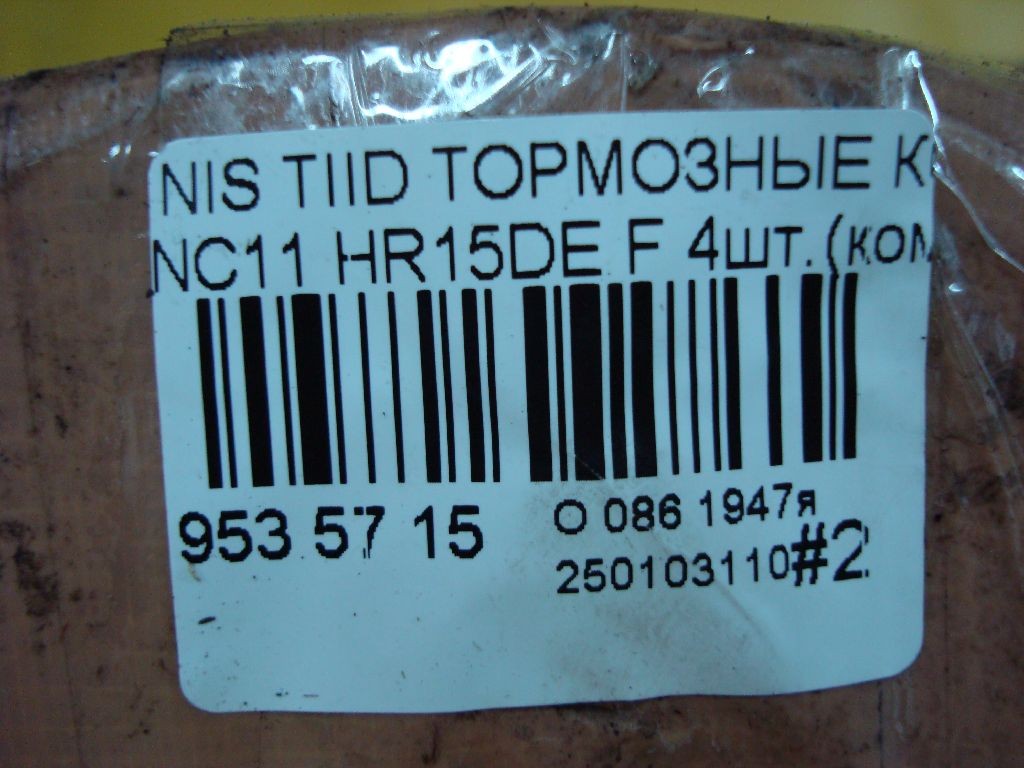 NIS TIID ТОРМОЗНЫЕ К
NC11 HR15DE F 4шт.(ком
953 57 15
О 086 1947я
250103110#2